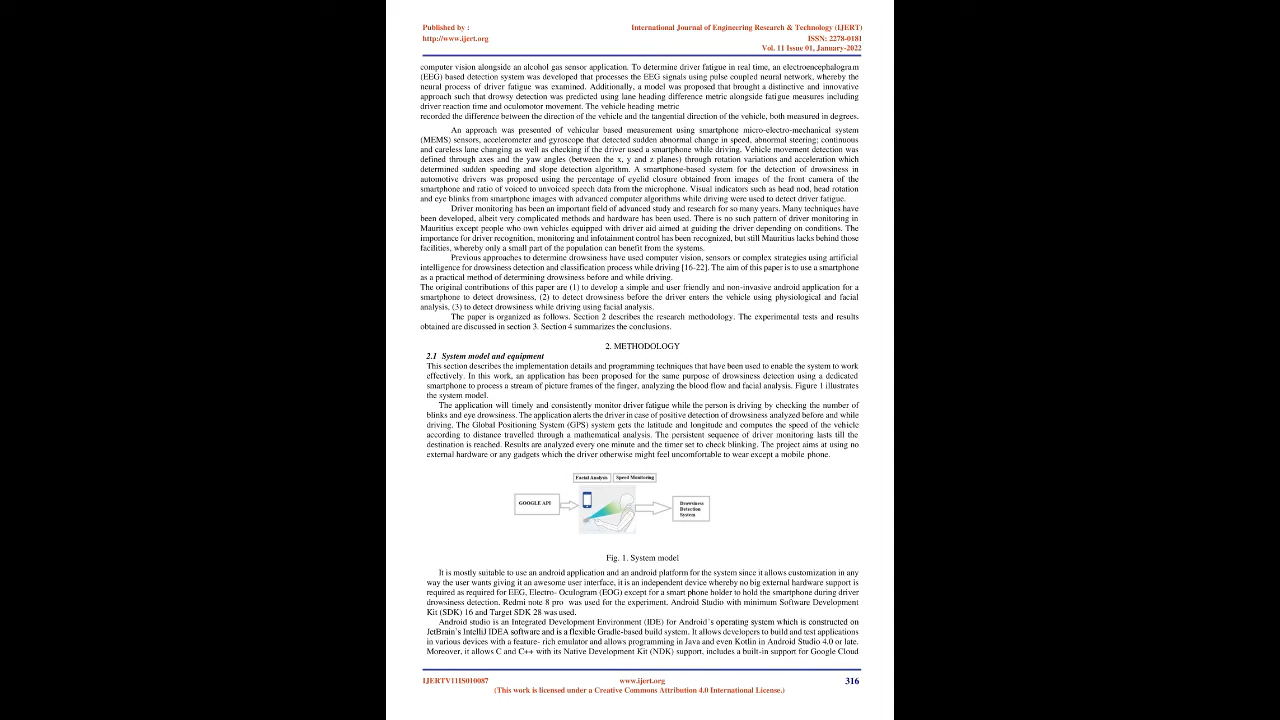 Published by :
International Journal of Engineering Research & Technology (IJERT)
http://www.ijert.org
ISSN: 2278-0181
Vol. 11 Issue 01, January-2022
computer vision alongside an alcohol gas sensor application. To determine driver fatigue in real time, an electroencephalogram
(EEG) based detection system was developed that processes the EEG signals using pulse coupled neural network, whereby the
neural process of driver fatigue was examined. Additionally, a model was proposed that brought a distinctive and innovative
approach such that drowsy detection was predicted using lane heading difference metric alongside fatigue measures including
driver reaction time and oculomotor movement. The vehicle heading metric
recorded the difference between the direction of the vehicle and the tangential direction of the vehicle, both measured in degrees.
An approach was presented of vehicular based measurement using smartphone micro-electro-mechanical system
(MEMS) sensors, accelerometer and gyroscope that detected sudden abnormal change in speed, abnormal steering; continuous
and careless lane changing as well as checking if the driver used a smartphone while driving. Vehicle movement detection was
defined through axes and the yaw angles (between the x, y and z planes) through rotation variations and acceleration which
determined sudden speeding and slope detection algorithm. A smartphone-based system for the detection of drowsiness in
automotive drivers was proposed using the percentage of eyelid closure obtained from images of the front camera of the
smartphone and ratio of voiced to unvoiced speech data from the microphone. Visual indicators such as head nod, head rotation
and eye blinks from smartphone images with advanced computer algorithms while driving were used to detect driver fatigue.
Driver monitoring has been an important field of advanced study and research for so many years. Many techniques have
been developed, albeit very complicated methods and hardware has been used. There is no such pattern of driver monitoring in
Mauritius except people who own vehicles equipped with driver aid aimed at guiding the driver depending on conditions. The
importance for driver recognition, monitoring and infotainment control has been recognized, but still Mauritius lacks behind those
facilities, whereby only a small part of the population can benefit from the systems.
Previous approaches to determine drowsiness have used computer vision, sensors or complex strategies using artificial
intelligence for drowsiness detection and classification process while driving [16-22]. The aim of this paper is to use a smartphone
as a practical method of determining drowsiness before and while driving.
The original contributions of this paper are (1) to develop a simple and user friendly and non-invasive android application for a
smartphone to detect drowsiness, (2) to detect drowsiness before the driver enters the vehicle using physiological and facial
analysis, (3) to detect drowsiness while driving using facial analysis.
The paper is organized as follows. Section 2 describes the research methodology. The experimental tests and results
obtained are discussed in section 3. Section 4 summarizes the conclusions.
2. METHODOLOGY
2.1 System model and equipment
This section describes the implementation details and programming techniques that have been used to enable the system to work
effectively. In this work, an application has been proposed for the same purpose of drowsiness detection using a dedicated
smartphone to process a stream of picture frames of the finger, analyzing the blood flow and facial analysis. Figure 1 illustrates
the system model.
The application will timely and consistently monitor driver fatigue while the person is driving by checking the number of
blinks and eye drowsiness. The application alerts the driver in case of positive detection of drowsiness analyzed before and while
driving. The Global Positioning System (GPS) system gets the latitude and longitude and computes the speed of the vehicle
according to distance travelled through a mathematical analysis. The persistent sequence of driver monitoring lasts till the
destination is reached. Results are analyzed every one minute and the timer set to check blinking. The project aims at using no
external hardware or any gadgets which the driver otherwise might feel uncomfortable to wear except a mobile phone.
Facial Analysis
Speed Monitoring
GOOGLE API
Drowsiness
Detection
System
Fig. 1. System model
It is mostly suitable to use an android application and an android platform for the system since it allows customization in any
way the user wants giving it an awesome user interface, it is an independent device whereby no big external hardware support is
required as required for EEG, Electro- Oculogram (EOG) except for a smart phone holder to hold the smartphone during driver
drowsiness detection. Redmi note 8 pro was used for the experiment. Android Studio with minimum Software Development
Kit (SDK) 16 and Target SDK 28 was used.
Android studio is an Integrated Development Environment (IDE) for Android`s operating system which is constructed on
JetBrain`s IntelliJ IDEA software and is a flexible Gradle-based build system. It allows developers to build and test applications
in various devices with a feature- rich emulator and allows programming in Java and even Kotlin in Android Studio 4.0 or late.
Moreover, it allows C and C++ with its Native Development Kit (NDK) support, includes a built-in support for Google Cloud
IJERTV11IS010087
www.ijert.org
316
(This work is licensed under a Creative Commons Attribution 4.0 International License.)